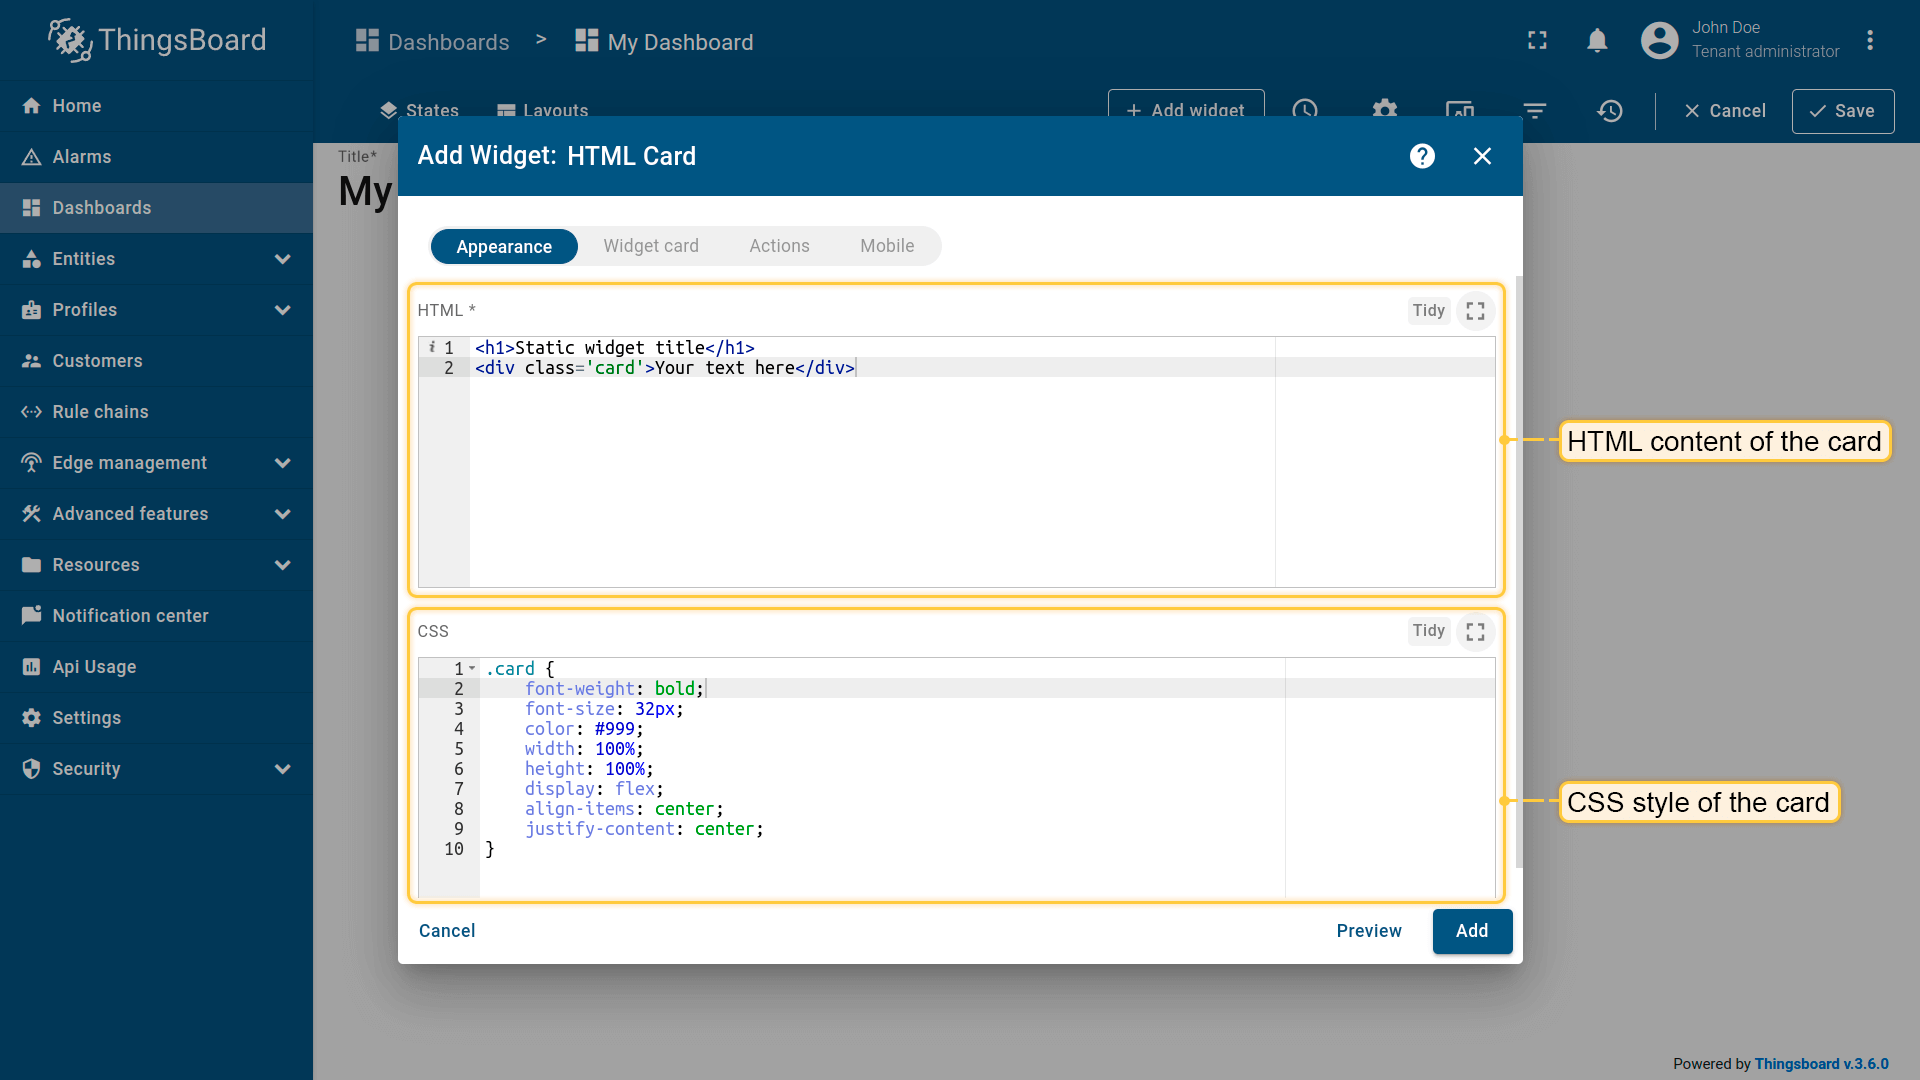 ThingsBoard
Dashboards > My Dashboard
John Doe
Tenant administrator
Home
Alarms
Dashboards
Entities
Profiles
Customers
Rule chains
Edge management
Advanced features
Resources
Notification center
Api Usage
Settings
Security
States
Layouts
+ Add widget
Cancel
Save
Title*
My
Add Widget: HTML Card
Appearance
Widget card
Actions
Mobile
HTML *
Tidy
1 <h1>Static widget title</h1>
2 <div class='card'>Your text here</div>
HTML content of the card
CSS
Tidy
1 .card {
2 font-weight: bold;
3 font-size: 32px;
4 color: #999;
5 width: 100%;
6 height: 100%;
7 display: flex;
8 align-items: center;
9 justify-content: center;
10 }
CSS style of the card
Cancel
Preview
Add
Powered by Thingsboard v.3.6.0